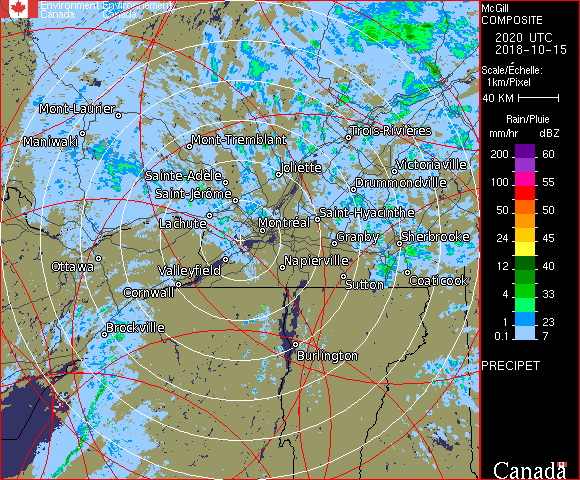 Environment Environnement
Canada Canada
McGill
COMPOSITE
2020 UTC
2018-10-15
Scale/Échelle:
1km/Pixel
40 KM
Rain/Pluie
mm/hr dBZ
200 60
100 55
50 50
24 45
12 40
4 33
1 23
0.1 7
PRECIPET
Canada
Mont-Laurier
Maniwaki
Mont-Tremblant
Trois-Rivières
Joliette
Victoriaville
Sainte-Adèle
Drummondville
Saint-Jérôme
Lachute
Saint-Hyacinthe
Montréal
Granby
Sherbrooke
Ottawa
Valleyfield
Napierville
Sutton
Coaticook
Cornwall
Brockville
Burlington